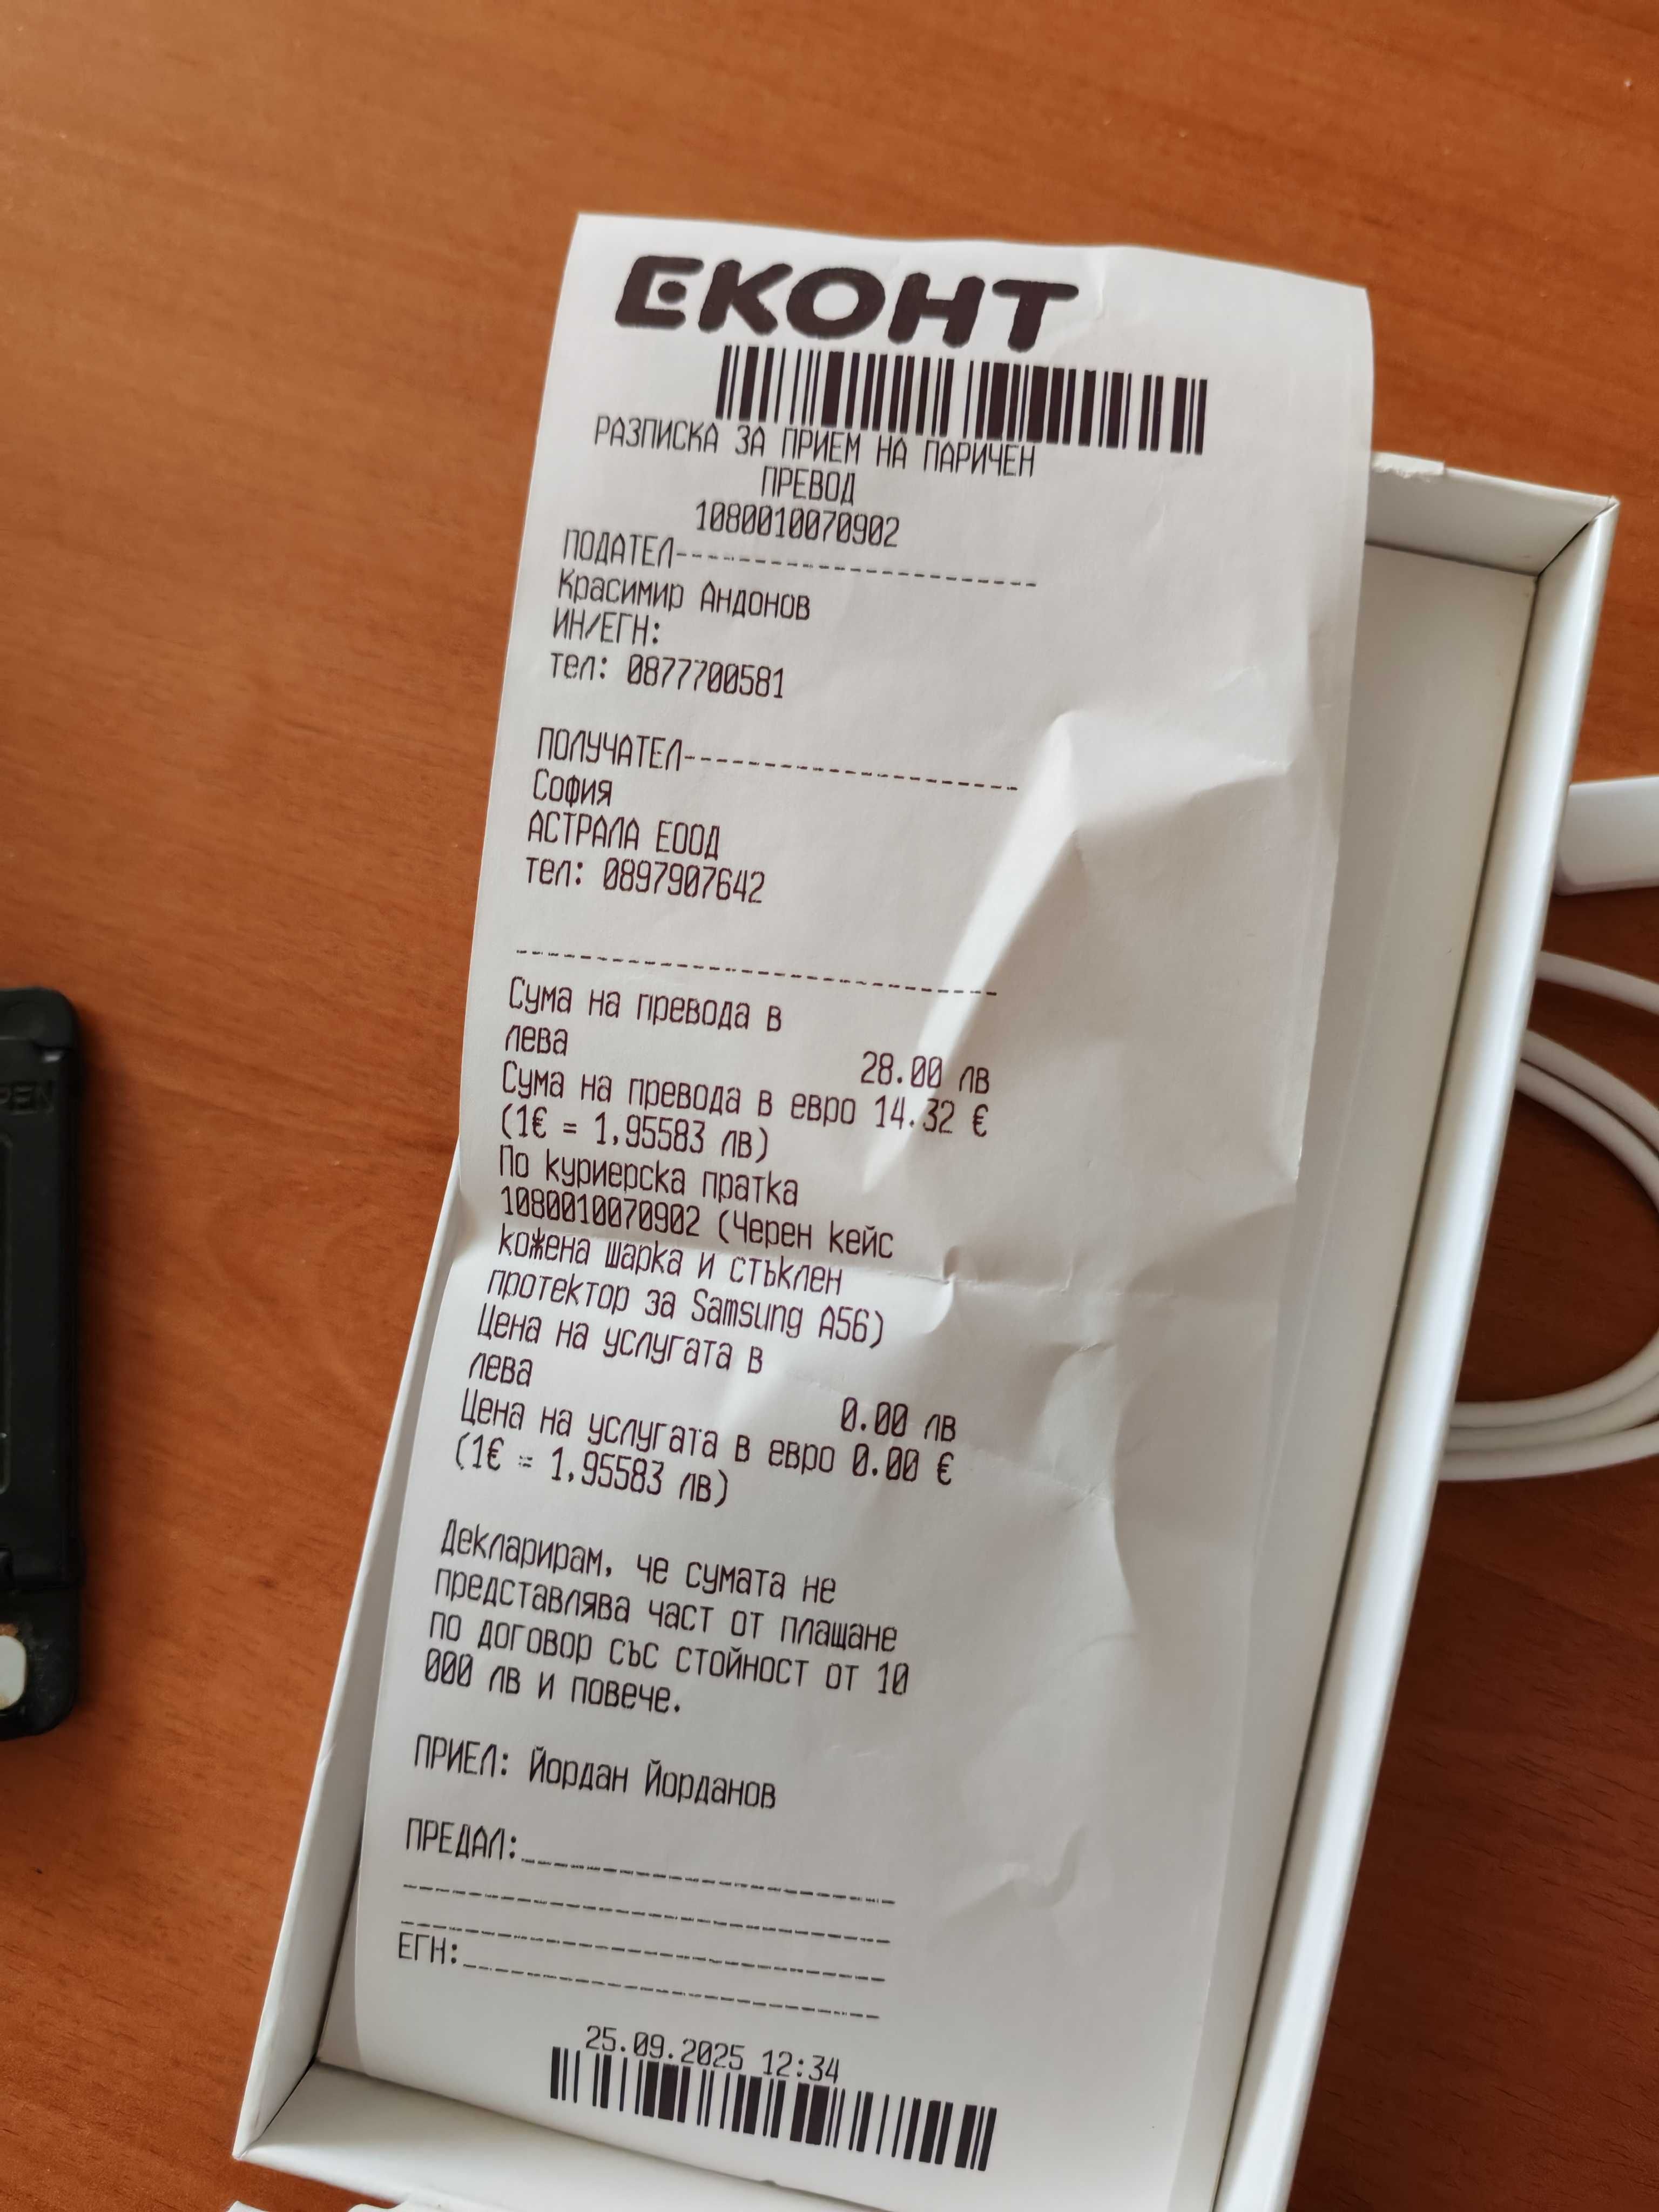 ЕКОНТ
РАЗПИСКА ЗА ПРИЕМ НА ПАРИЧЕН
ПРЕВОД
1080010070902
ПОДАТЕЛ-------------------------
Красимир Андонов
ИН/ЕГН:
тел: 0877700581
ПОЛУЧАТЕЛ-----------------------
София
АСТРАЛА ЕООД
тел: 0897907642
--------------------------------
Сума на превода в
лева 28.00 лв
Сума на превода в евро 14.32 €
(1€ = 1,95583 лв)
По куриерска пратка
1080010070902 (Черен кейс
кожена шарка и стъклен
протектор за Samsung A56)
Цена на услугата в
лева 0.00 лв
Цена на услугата в евро 0.00 €
(1€ = 1,95583 лв)
Декларирам, че сумата не
представлява част от плащане
по договор със стойност от 10
000 лв и повече.
ПРИЕЛ: Йордан Йорданов
ПРЕДАЛ:_________________________
ЕГН:____________________________
25.09.2025 12:34